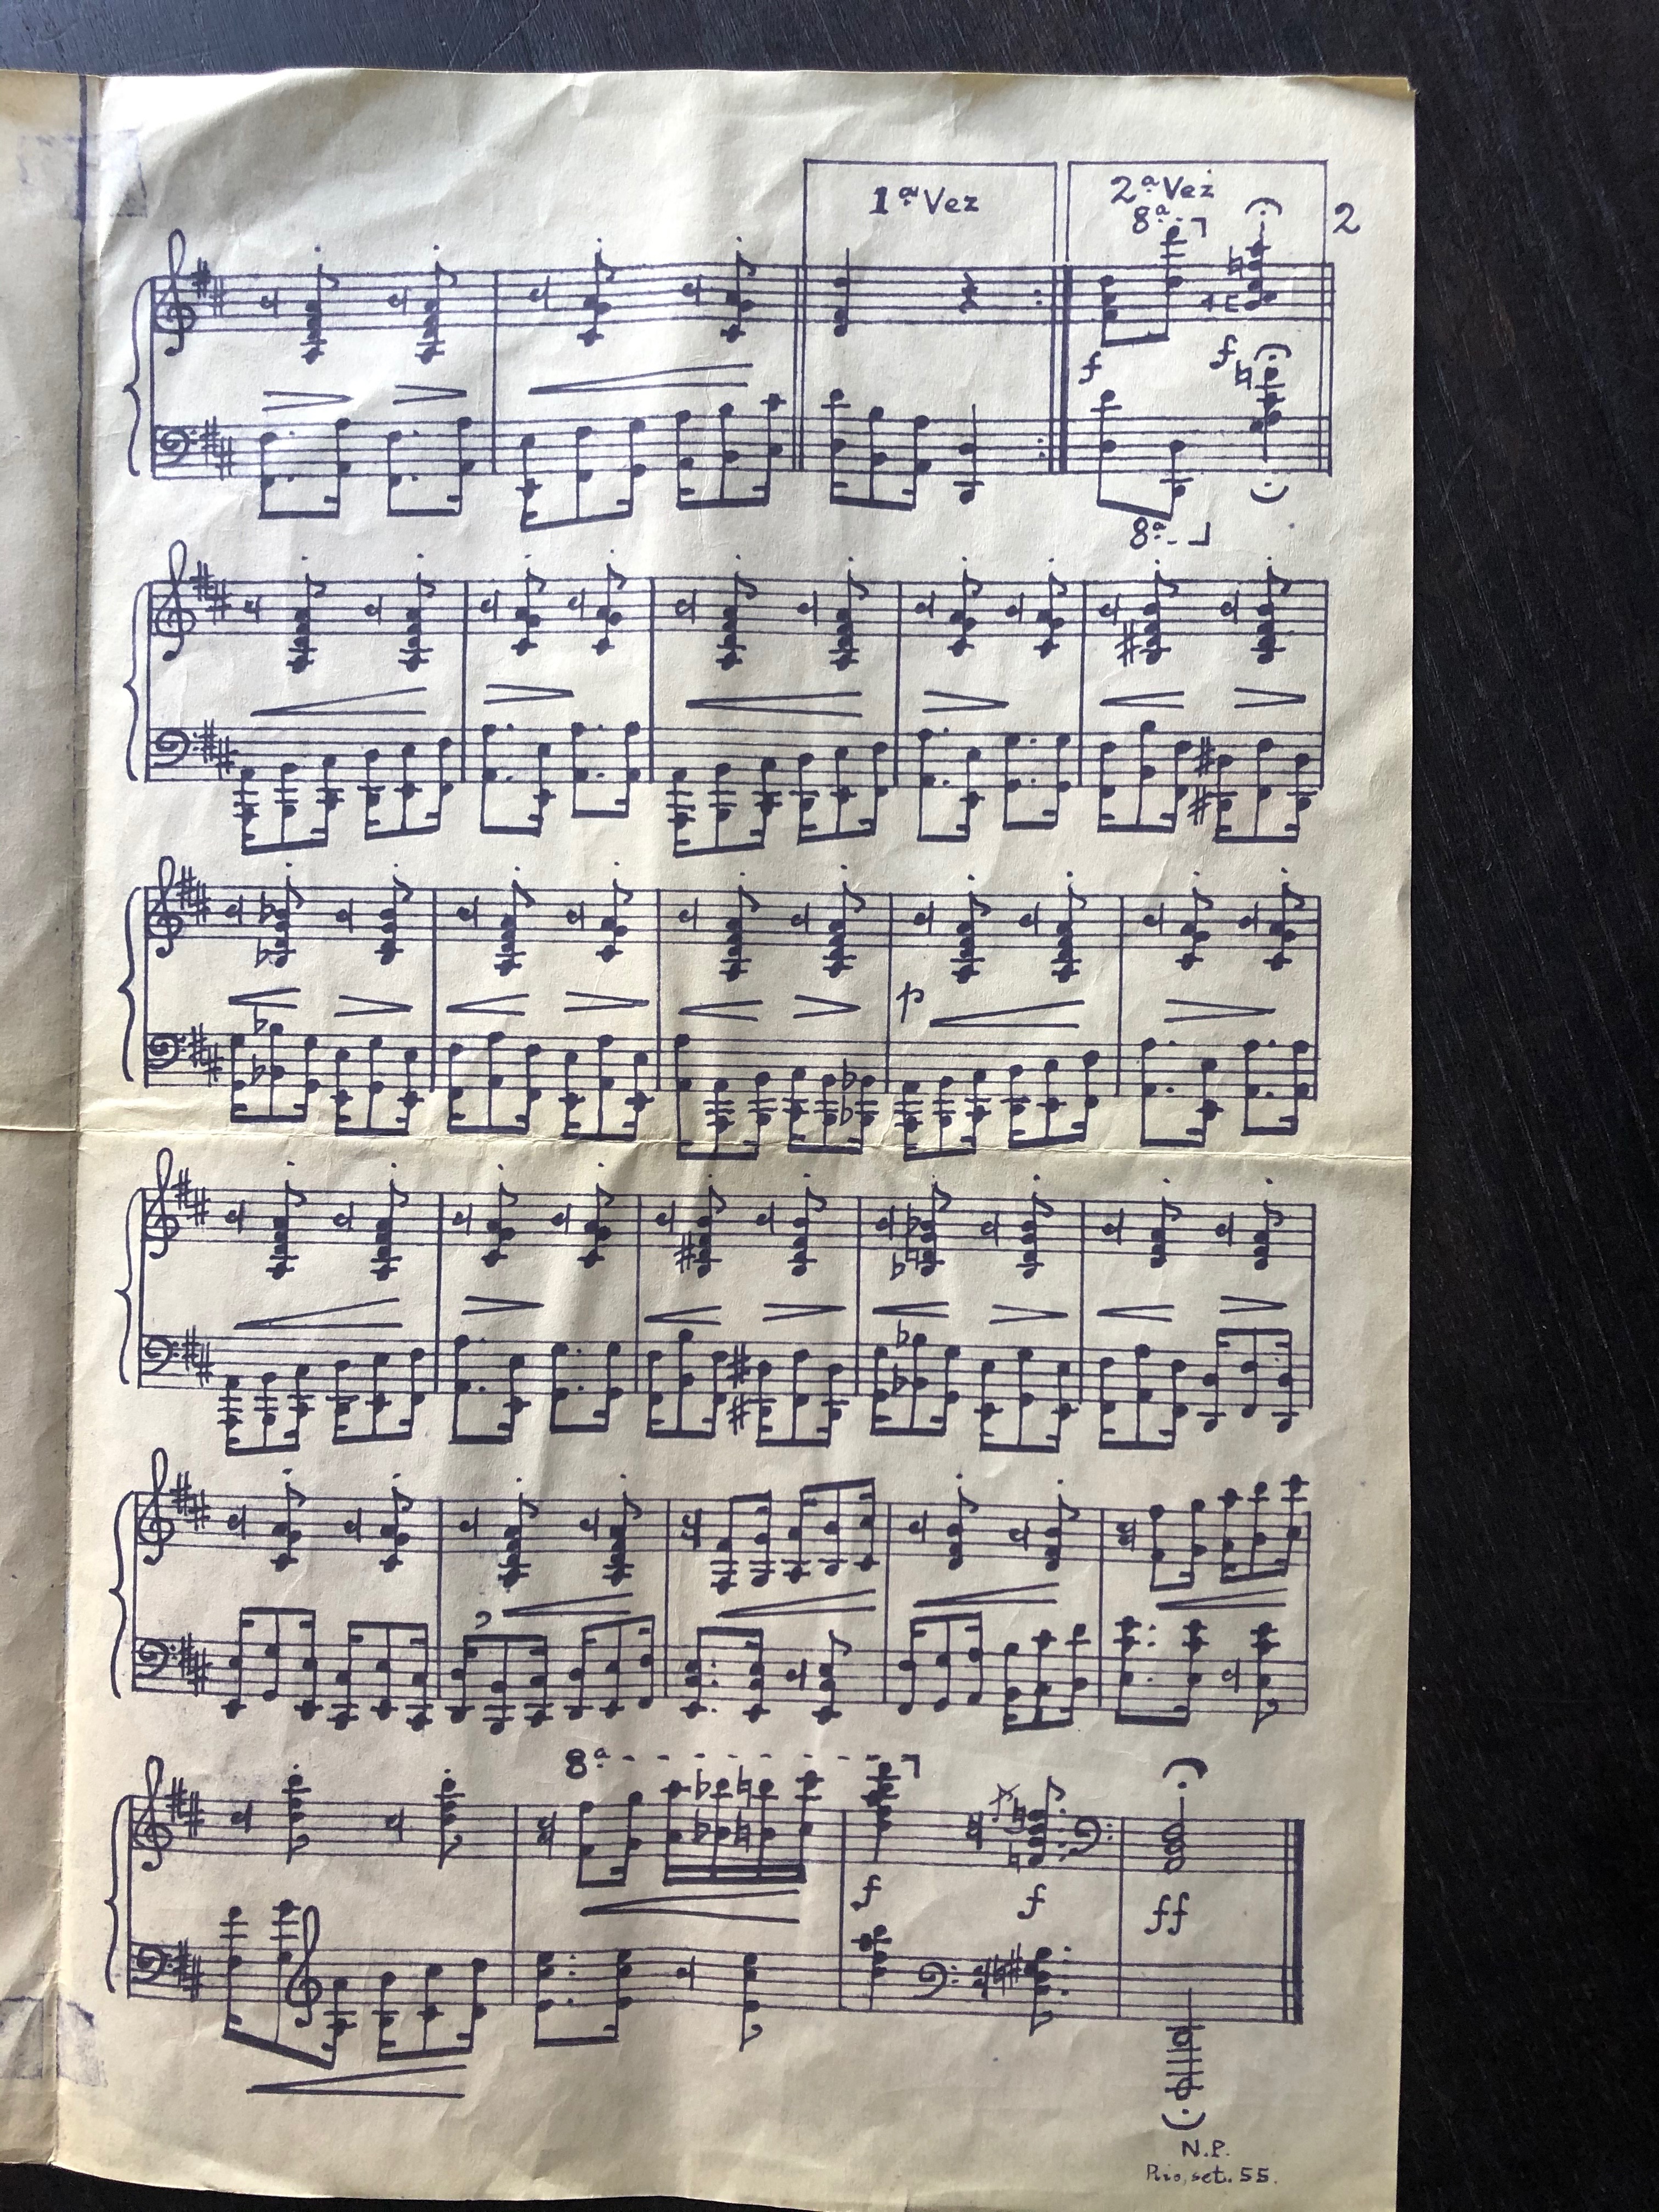 1ª Vez
2ª Vez
2
8ª
f
f
8ª
p
8ª
f
f
ff
N.P.
Rio, set. 55.